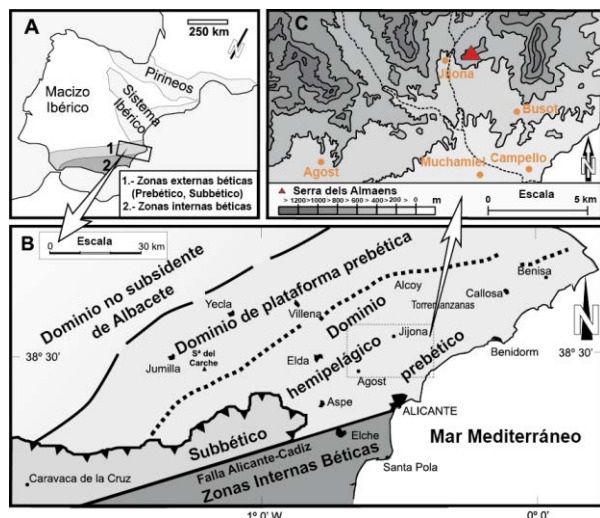 A
250 km
N
Pirineos
Macizo
Ibérico
Sistema
Ibérico
1
2
1.- Zonas externas béticas
(Prebético, Subbético)
2.- Zonas internas béticas
C
Jijona
Busot
Agost
Muchamiel
Campello
N
Serra dels Almaens
> 1200 >1000 >800 >600 >400 >200 > 0 m
Escala
0 5 km
B
Escala
0 30 km
Dominio no subsidente
de Albacete
Dominio de plataforma prebética
Dominio
hemipelágico
prebético
Yecla
Villena
Alcoy
Torremanzanas
Benisa
Callosa
N
38º 30'
38º 30'
Jumilla
Sª del
Carche
Elda
Jijona
Agost
Benidorm
Aspe
ALICANTE
Subbético
Elche
Falla Alicante-Cadiz
Zonas Internas Béticas
Mar Mediterráneo
Santa Pola
Caravaca de la Cruz
1º 0' W
0º 0'